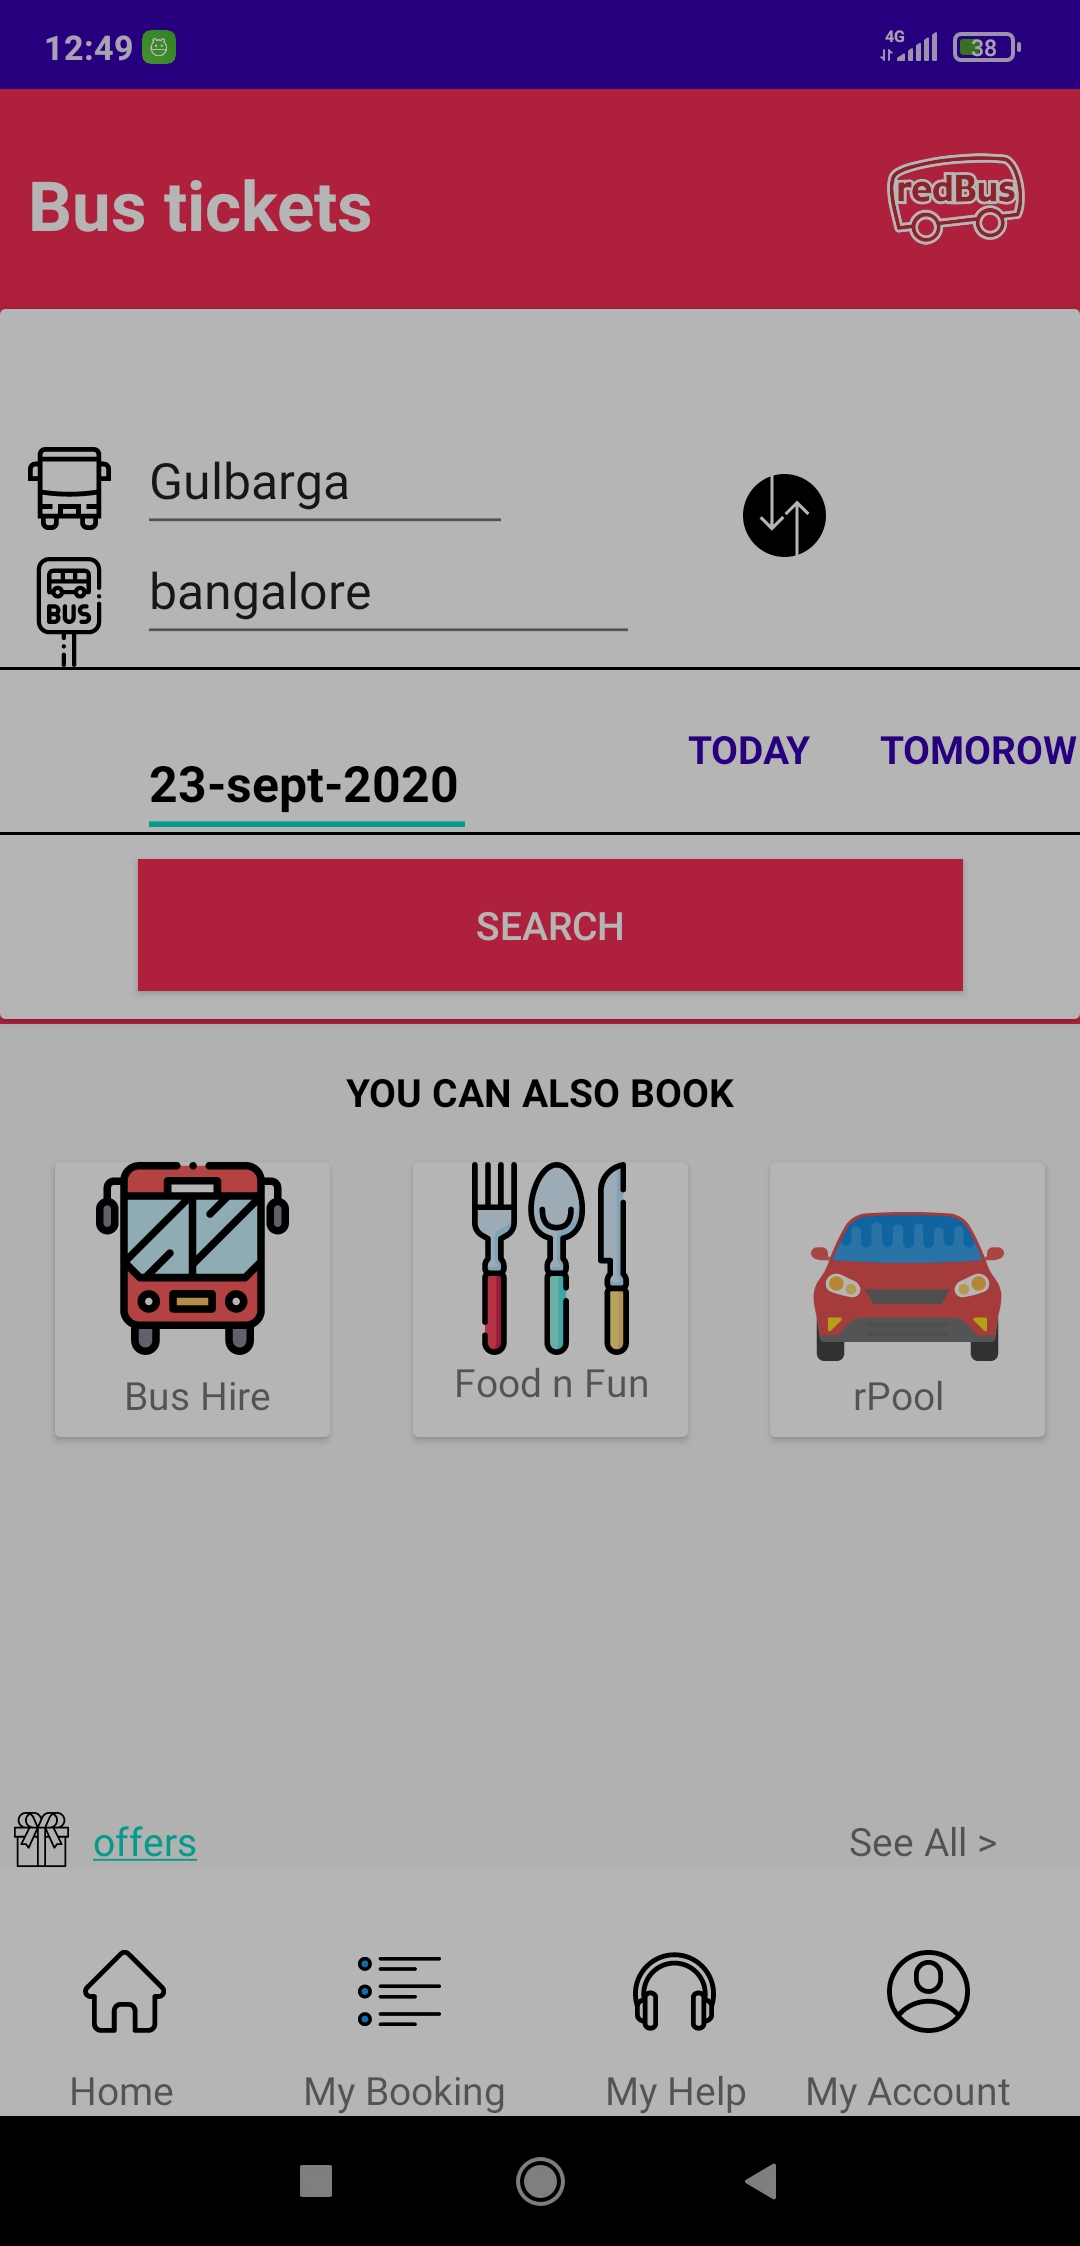 12:49
4G
38
Bus tickets
redBus
Gulbarga
BUS
bangalore
TODAY
TOMOROW
23-sept-2020
SEARCH
YOU CAN ALSO BOOK
Bus Hire
Food n Fun
rPool
offers
See All >
Home
My Booking
My Help
My Account